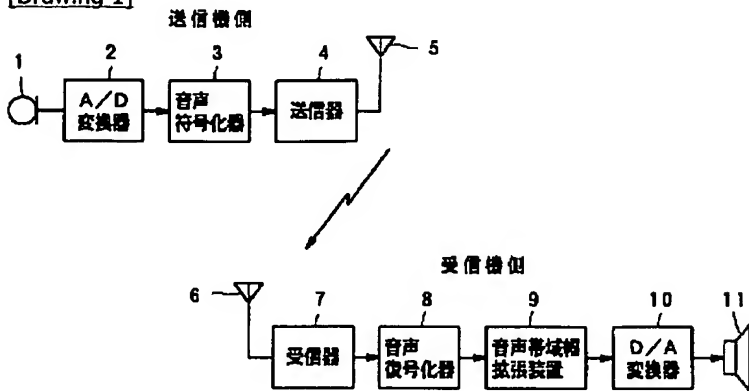 [Drawing 1]
送信機側
1
2
3
4
5
A/D
変換器
音声
符号化器
送信器
受信機側
6
7
8
9
10
11
受信器
音声
復号化器
音声帯域幅
拡張装置
D/A
変換器